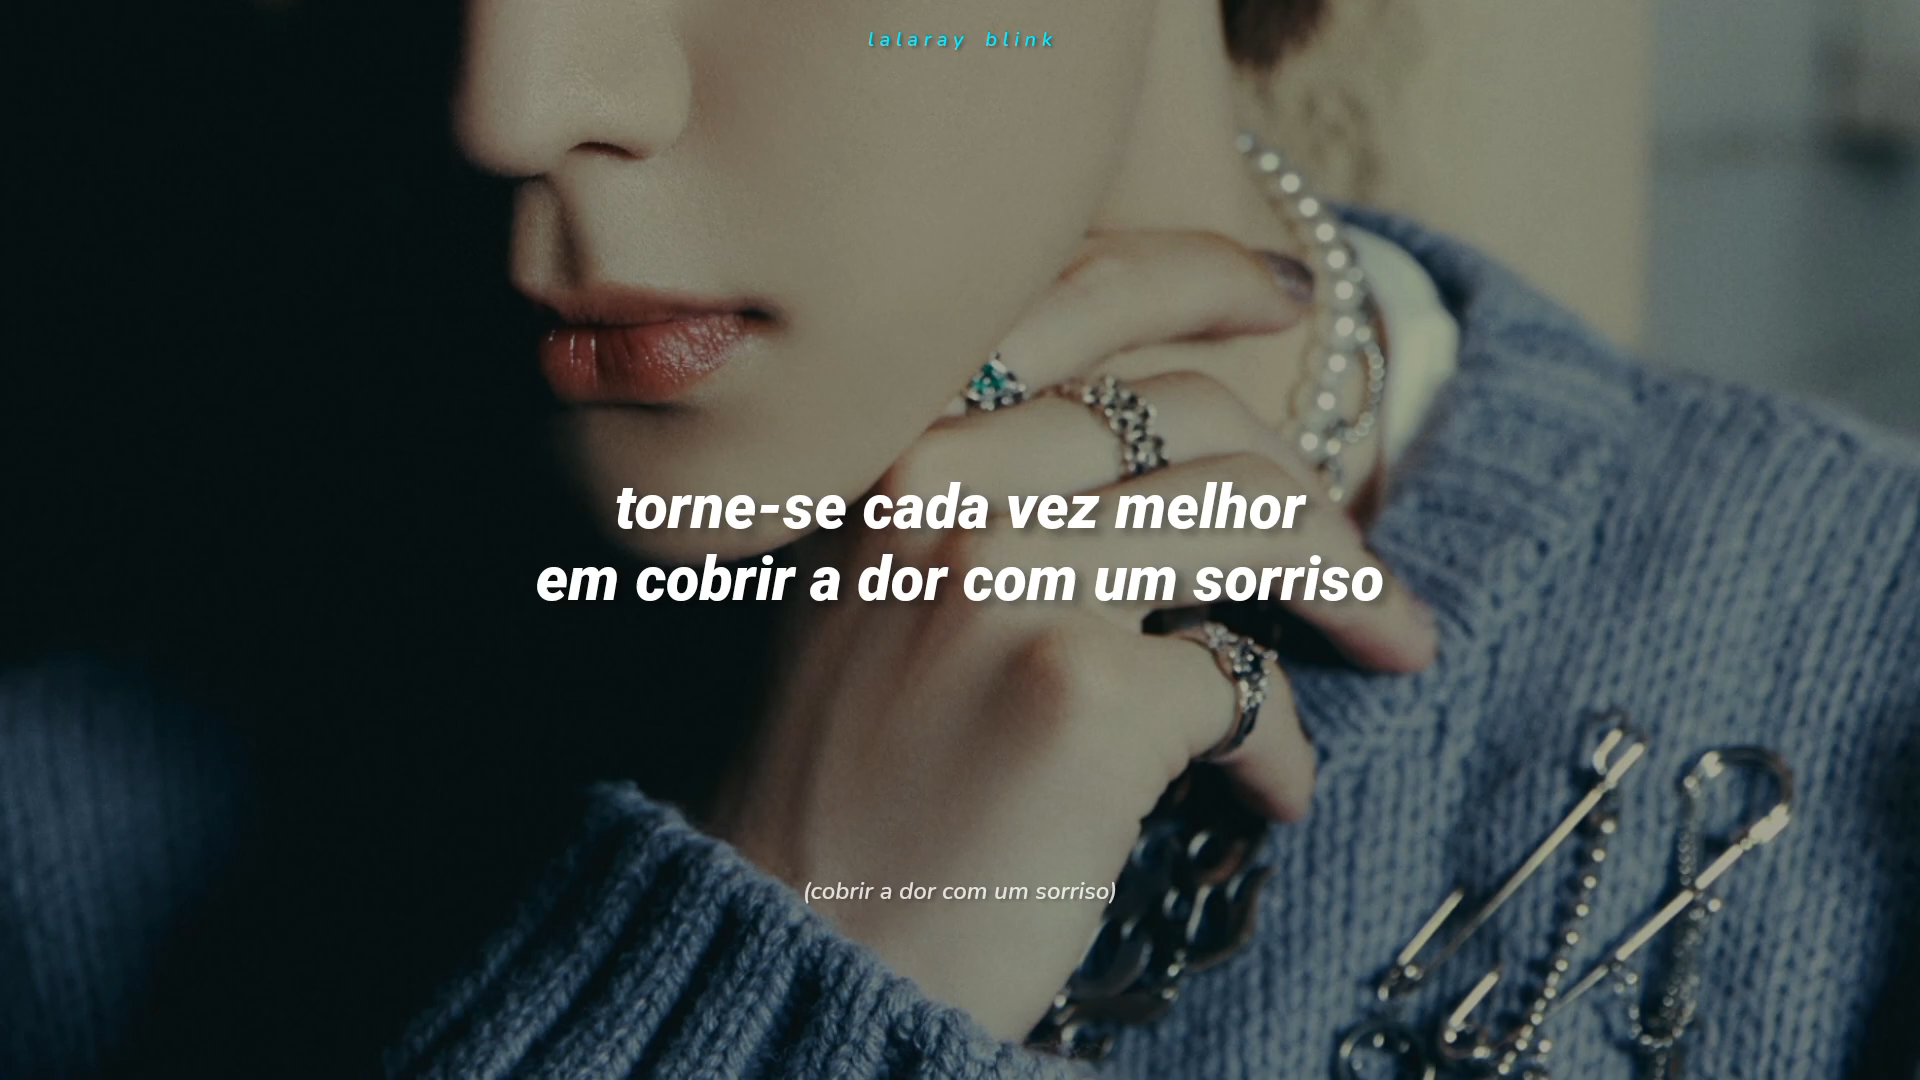 lalaray blink
torne-se cada vez melhor
em cobrir a dor com um sorriso
(cobrir a dor com um sorriso)